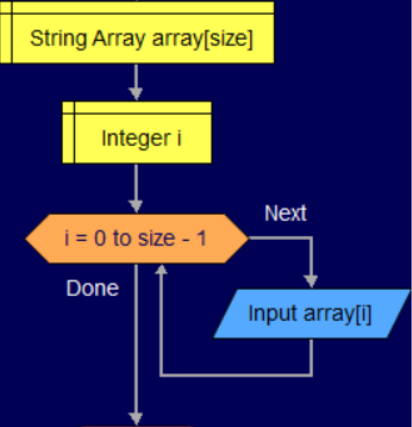 String Array array[size]
Integer i
i = 0 to size - 1
Next
Done
Input array[i]